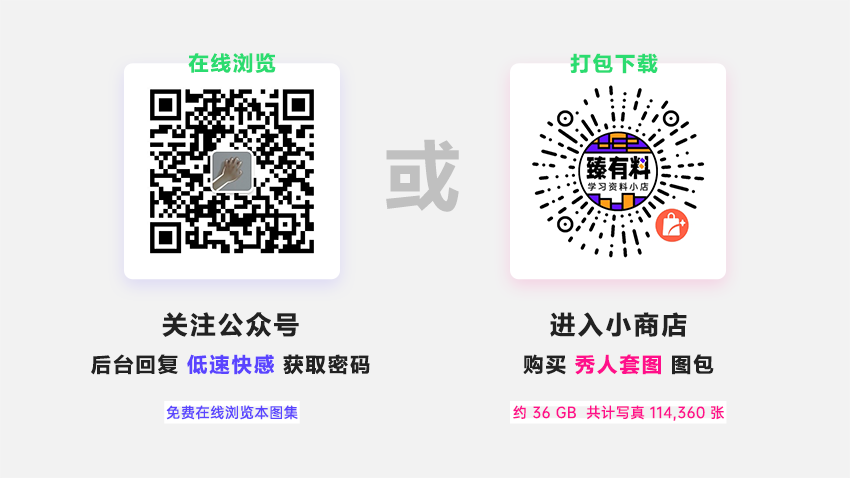 在线浏览
关注公众号
后台回复 低速快感 获取密码
免费在线浏览本图集
或
打包下载
臻有料
学习资料小店
进入小商店
购买 秀人套图 图包
约 36 GB 共计写真 114,360 张